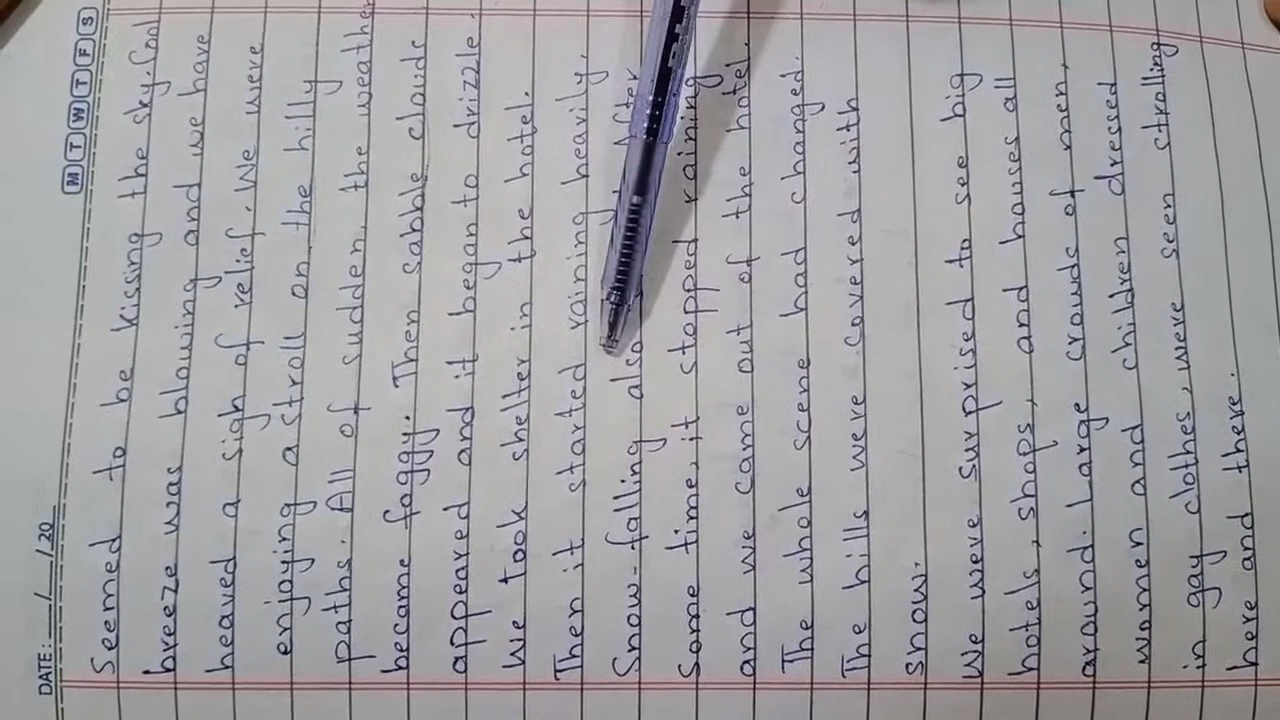 M T W T F S
DATE: __/__/20__
Seemed to be kissing the sky. Cool
breeze was blowing and we have
heaved a sigh of relief. We were
enjoying a stroll on the hilly
paths. All of sudden, the weather
became foggy. Then sabble clouds
appeared and it began to drizzle.
We took shelter in the hotel.
Then it started raining heavily.
Snow-falling also After
Some time, it stopped raining
and we came out of the hotel.
The whole scene had changed.
The hills were covered with
snow.
We were surprised to see big
hotels, shops, and houses all
around. Large crowds of men,
women and children dressed
in gay clothes, were seen strolling
here and there.